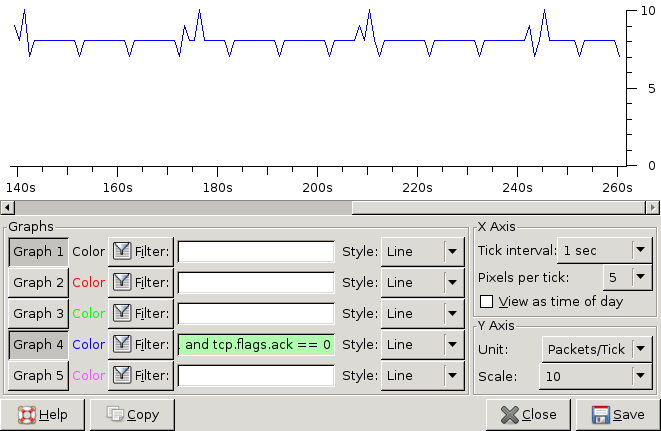 10
5
0
140s 160s 180s 200s 220s 240s 260s
Graphs
Graph 1 Color Filter: Style: Line
Graph 2 Color Filter: Style: Line
Graph 3 Color Filter: Style: Line
Graph 4 Color Filter: and tcp.flags.ack == 0 Style: Line
Graph 5 Color Filter: Style: Line
X Axis
Tick interval: 1 sec
Pixels per tick: 5
View as time of day
Y Axis
Unit: Packets/Tick
Scale: 10
Help Copy Close Save